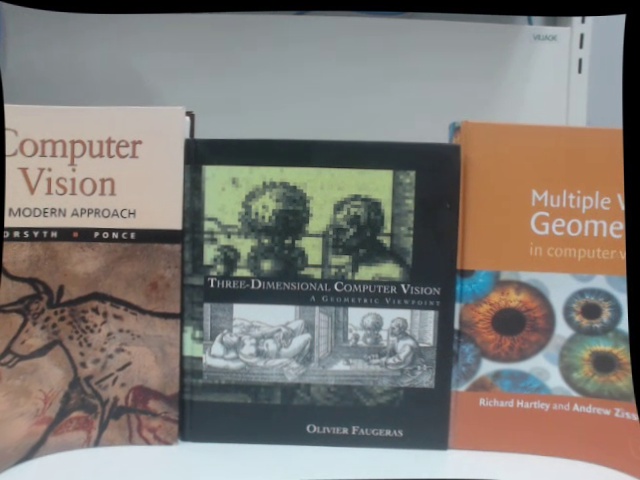 Computer
Vision
MODERN APPROACH
ORSYTH ■ PONCE
THREE-DIMENSIONAL COMPUTER VISION
A GEOMETRIC VIEWPOINT
OLIVIER FAUGERAS
Multiple V
Geome
in computer v
Richard Hartley and Andrew Ziss